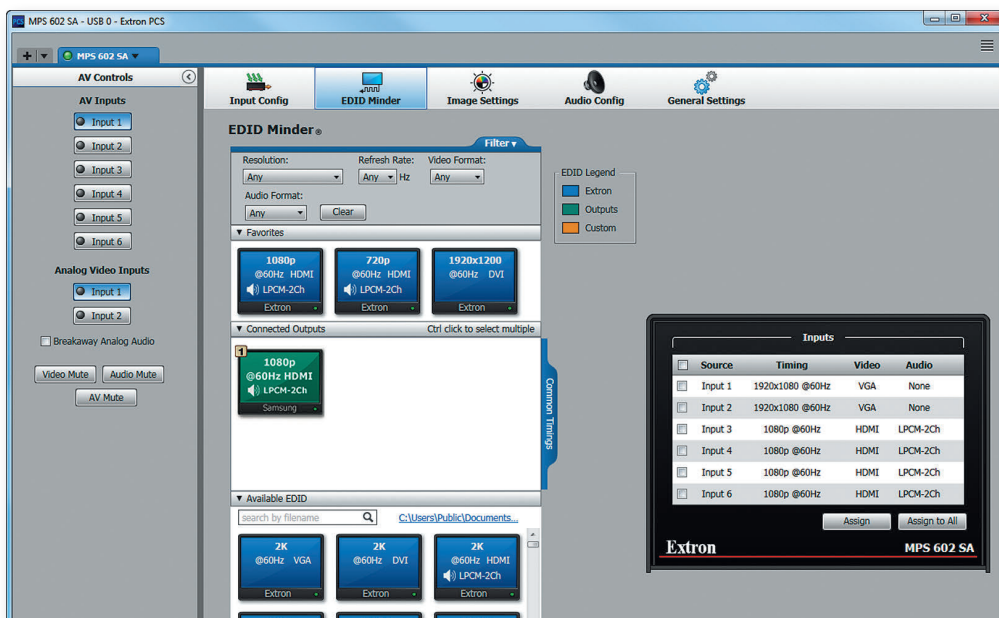 PCS MPS 602 SA - USB 0 - Extron PCS
MPS 602 SA
AV Controls
AV Inputs
Input 1
Input 2
Input 3
Input 4
Input 5
Input 6
Analog Video Inputs
Input 1
Input 2
Breakaway Analog Audio
Video Mute Audio Mute
AV Mute
Input Config EDID Minder Image Settings Audio Config General Settings
EDID Minder®
Filter
Resolution: Refresh Rate: Video Format:
Any Any Hz Any
Audio Format:
Any Clear
Favorites
1080p
@60Hz HDMI
LPCM-2Ch
Extron
720p
@60Hz HDMI
LPCM-2Ch
Extron
1920x1200
@60Hz DVI
Extron
Connected Outputs Ctrl click to select multiple
1
1080p
@60Hz HDMI
LPCM-2Ch
Samsung
Common Timings
Available EDID
search by filename C:\Users\Public\Documents...
2K
@60Hz VGA
Extron
2K
@60Hz DVI
Extron
2K
@60Hz HDMI
LPCM-2Ch
Extron
EDID Legend
Extron
Outputs
Custom
Inputs
Source Timing Video Audio
Input 1 1920x1080 @60Hz VGA None
Input 2 1920x1080 @60Hz VGA None
Input 3 1080p @60Hz HDMI LPCM-2Ch
Input 4 1080p @60Hz HDMI LPCM-2Ch
Input 5 1080p @60Hz HDMI LPCM-2Ch
Input 6 1080p @60Hz HDMI LPCM-2Ch
Assign Assign to All
Extron MPS 602 SA